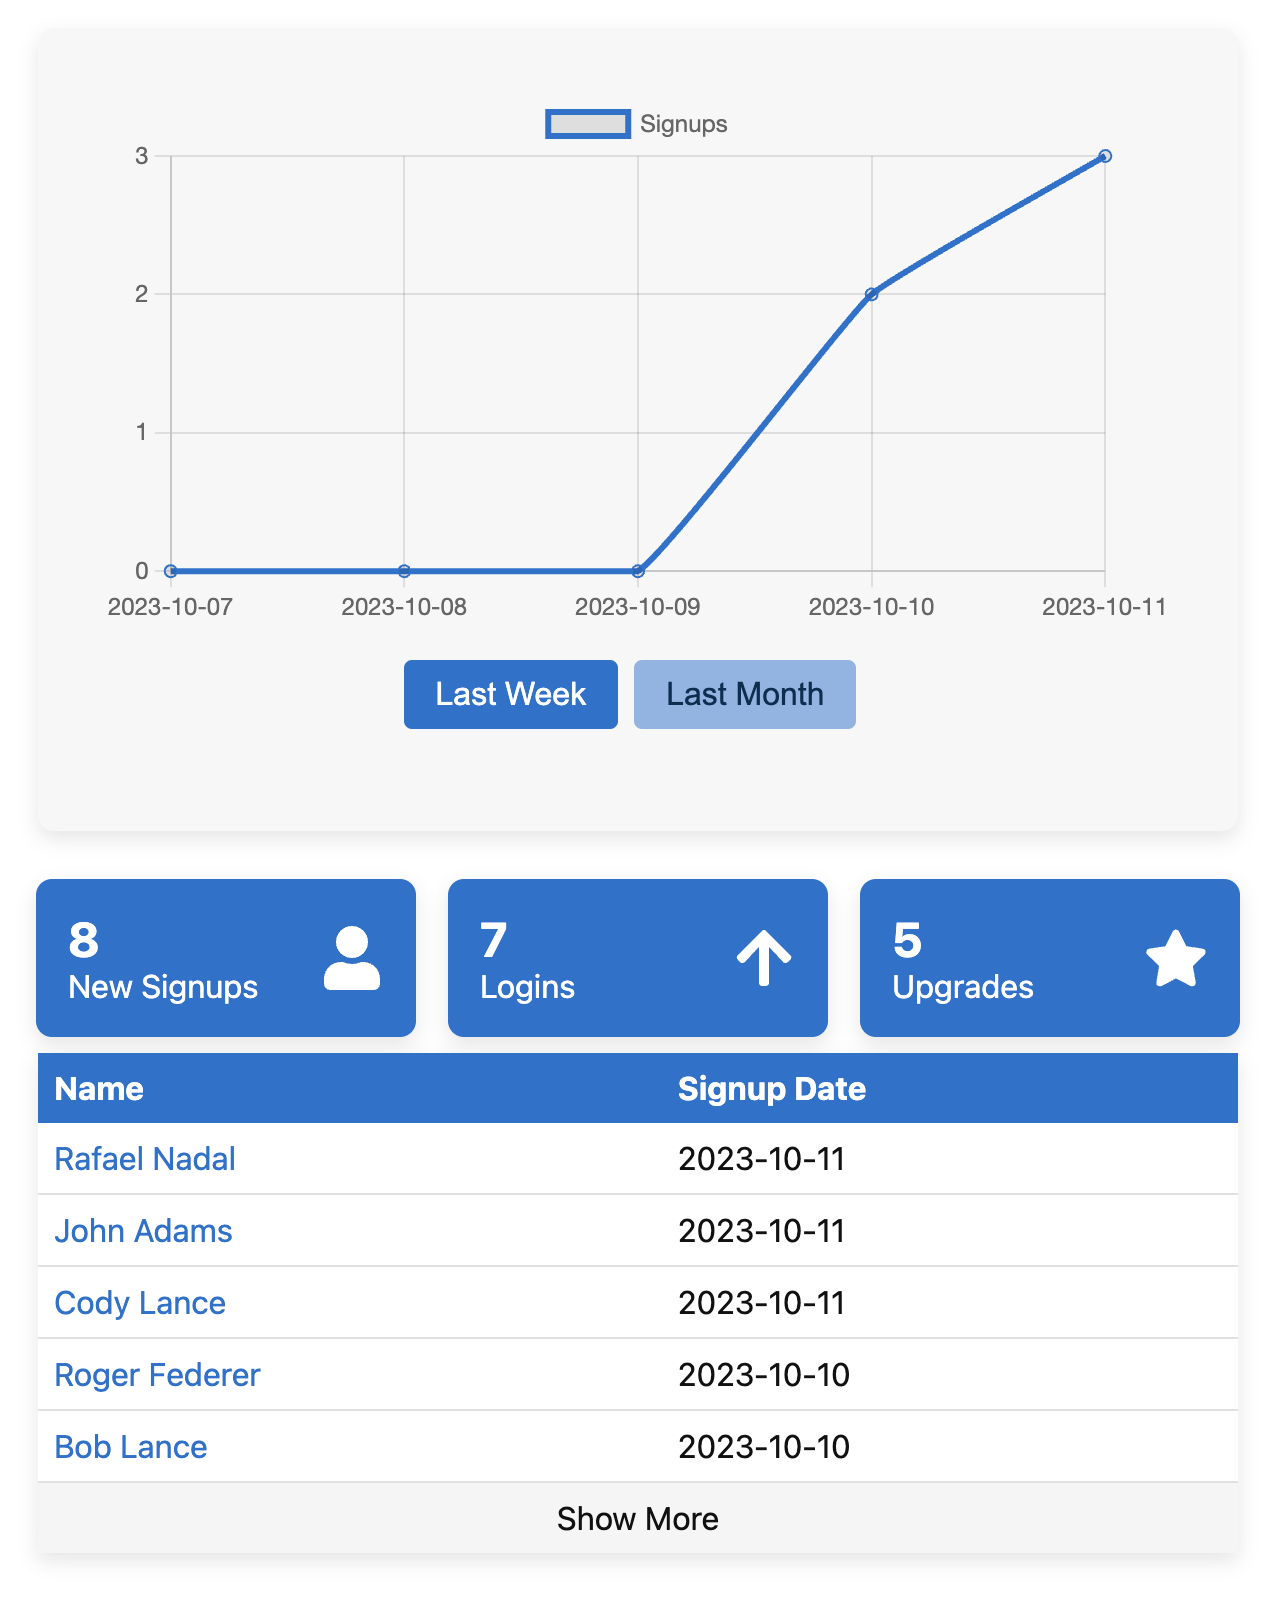 Signups
3
2
1
0
2023-10-07 2023-10-08 2023-10-09 2023-10-10 2023-10-11
Last Week Last Month
8 7 5
New Signups Logins Upgrades
Name Signup Date
Rafael Nadal 2023-10-11
John Adams 2023-10-11
Cody Lance 2023-10-11
Roger Federer 2023-10-10
Bob Lance 2023-10-10
Show More